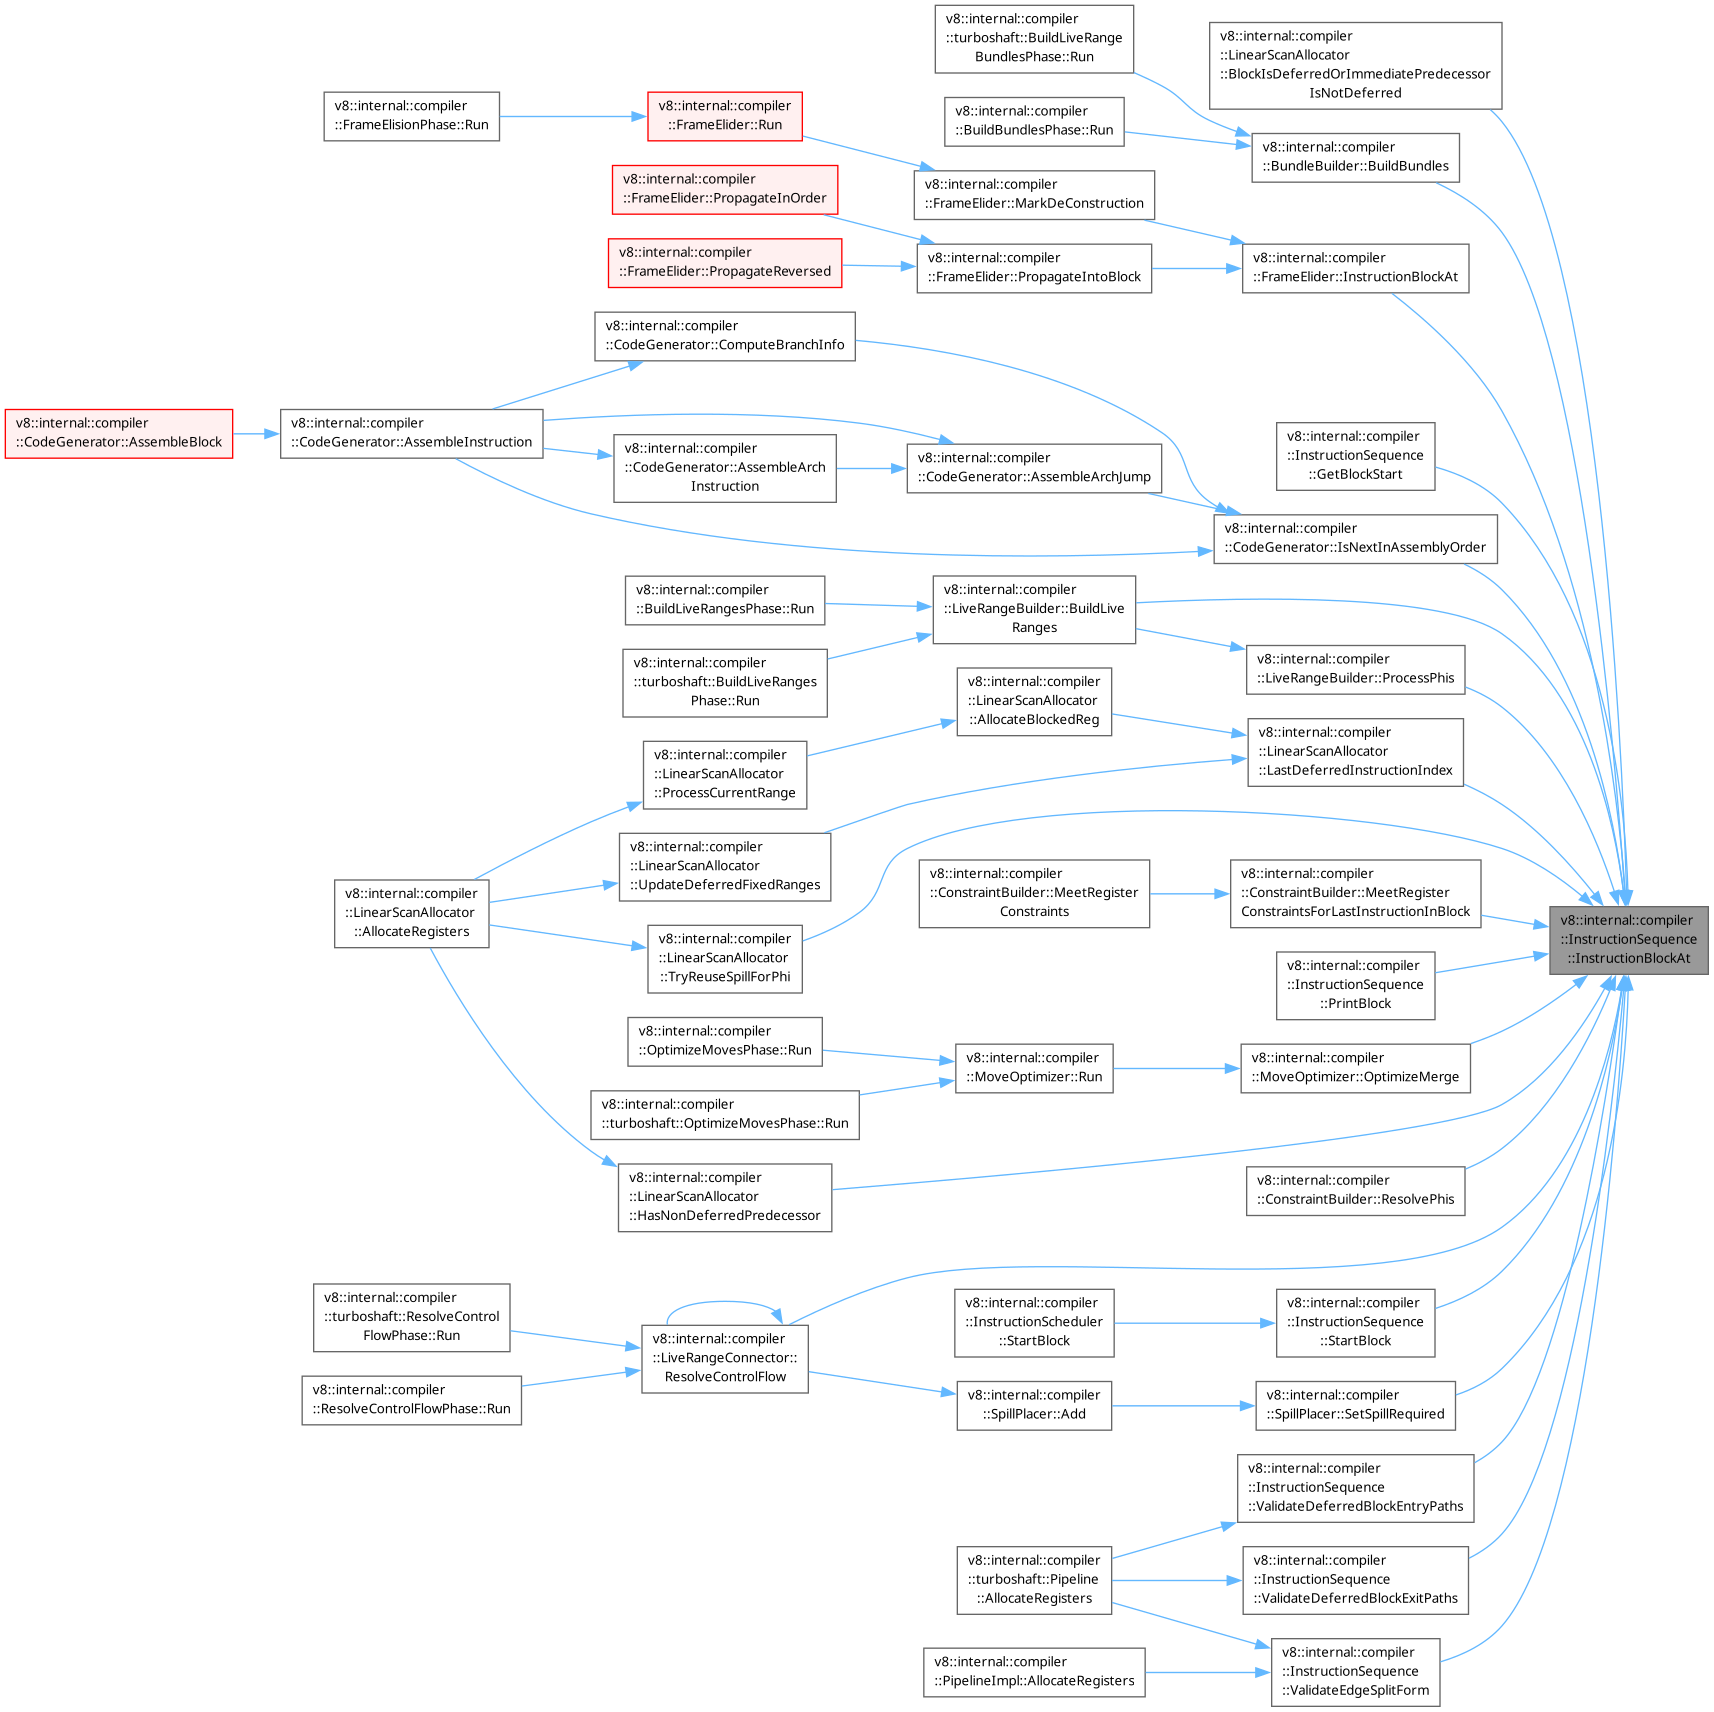 v8::internal::compiler
::turboshaft::BuildLiveRange
BundlesPhase::Run
v8::internal::compiler
::LinearScanAllocator
::BlockIsDeferredOrImmediatePredecessor
IsNotDeferred
v8::internal::compiler
::FrameElisionPhase::Run
v8::internal::compiler
::FrameElider::Run
v8::internal::compiler
::BuildBundlesPhase::Run
v8::internal::compiler
::BundleBuilder::BuildBundles
v8::internal::compiler
::FrameElider::PropagateInOrder
v8::internal::compiler
::FrameElider::MarkDeConstruction
v8::internal::compiler
::FrameElider::PropagateReversed
v8::internal::compiler
::FrameElider::PropagateIntoBlock
v8::internal::compiler
::FrameElider::InstructionBlockAt
v8::internal::compiler
::CodeGenerator::ComputeBranchInfo
v8::internal::compiler
::CodeGenerator::AssembleBlock
v8::internal::compiler
::CodeGenerator::AssembleInstruction
v8::internal::compiler
::CodeGenerator::AssembleArch
Instruction
v8::internal::compiler
::CodeGenerator::AssembleArchJump
v8::internal::compiler
::InstructionSequence
::GetBlockStart
v8::internal::compiler
::CodeGenerator::IsNextInAssemblyOrder
v8::internal::compiler
::BuildLiveRangesPhase::Run
v8::internal::compiler
::LiveRangeBuilder::BuildLive
Ranges
v8::internal::compiler
::turboshaft::BuildLiveRanges
Phase::Run
v8::internal::compiler
::LiveRangeBuilder::ProcessPhis
v8::internal::compiler
::LinearScanAllocator
::AllocateBlockedReg
v8::internal::compiler
::LinearScanAllocator
::LastDeferredInstructionIndex
v8::internal::compiler
::LinearScanAllocator
::ProcessCurrentRange
v8::internal::compiler
::LinearScanAllocator
::UpdateDeferredFixedRanges
v8::internal::compiler
::LinearScanAllocator
::AllocateRegisters
v8::internal::compiler
::ConstraintBuilder::MeetRegister
Constraints
v8::internal::compiler
::ConstraintBuilder::MeetRegister
ConstraintsForLastInstructionInBlock
v8::internal::compiler
::InstructionSequence
::InstructionBlockAt
v8::internal::compiler
::LinearScanAllocator
::TryReuseSpillForPhi
v8::internal::compiler
::InstructionSequence
::PrintBlock
v8::internal::compiler
::OptimizeMovesPhase::Run
v8::internal::compiler
::MoveOptimizer::Run
v8::internal::compiler
::MoveOptimizer::OptimizeMerge
v8::internal::compiler
::turboshaft::OptimizeMovesPhase::Run
v8::internal::compiler
::LinearScanAllocator
::HasNonDeferredPredecessor
v8::internal::compiler
::ConstraintBuilder::ResolvePhis
v8::internal::compiler
::turboshaft::ResolveControl
FlowPhase::Run
v8::internal::compiler
::InstructionScheduler
::StartBlock
v8::internal::compiler
::InstructionSequence
::StartBlock
v8::internal::compiler
::LiveRangeConnector::
ResolveControlFlow
v8::internal::compiler
::ResolveControlFlowPhase::Run
v8::internal::compiler
::SpillPlacer::Add
v8::internal::compiler
::SpillPlacer::SetSpillRequired
v8::internal::compiler
::InstructionSequence
::ValidateDeferredBlockEntryPaths
v8::internal::compiler
::turboshaft::Pipeline
::AllocateRegisters
v8::internal::compiler
::InstructionSequence
::ValidateDeferredBlockExitPaths
v8::internal::compiler
::PipelineImpl::AllocateRegisters
v8::internal::compiler
::InstructionSequence
::ValidateEdgeSplitForm